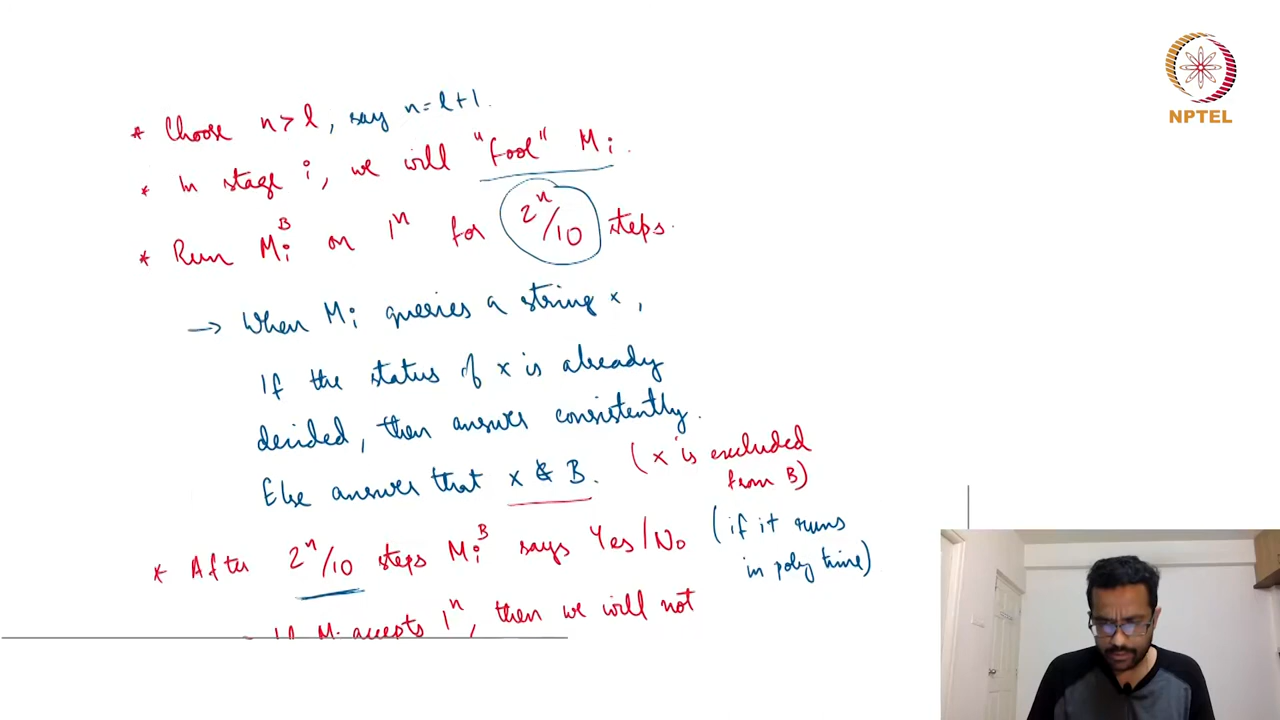 * Choose n > l, say n = l+1.
* In stage i, we will "fool" Mi.
* Run Mi^B on 1^n for 2^n/10 steps.
→ When Mi queries a string x,
If the status of x is already
decided, then answer consistently.
Else answer that x ∉ B. (x is excluded
from B)
* After 2^n/10 steps Mi^B says Yes/No (if it runs
in poly time)
- If Mi accepts 1^n, then we will not
NPTEL